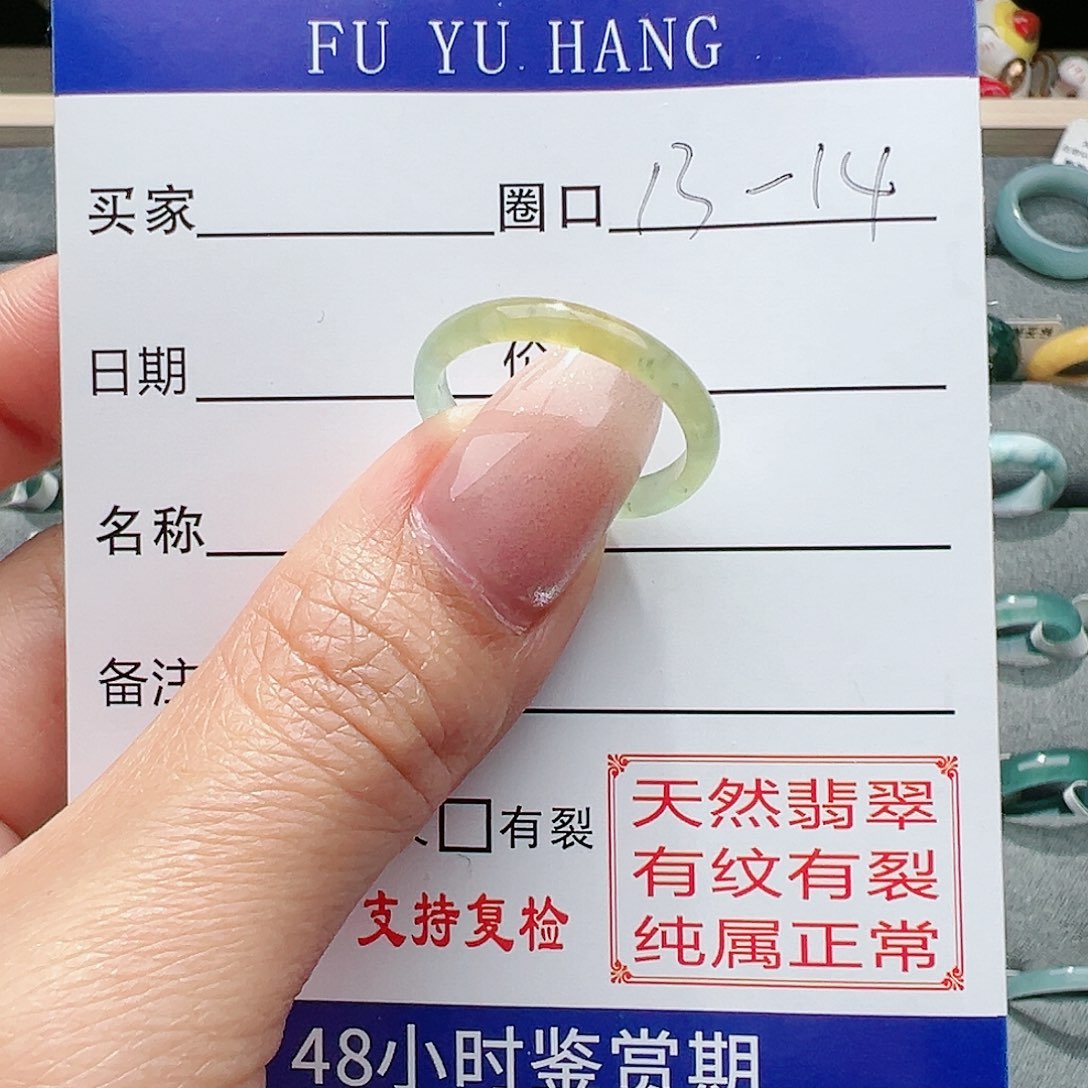 FU YU HANG
买家 圈口 13-14
日期 价
名称
备注
□有裂
支持复检
天然翡翠
有纹有裂
纯属正常
48小时鉴赏期